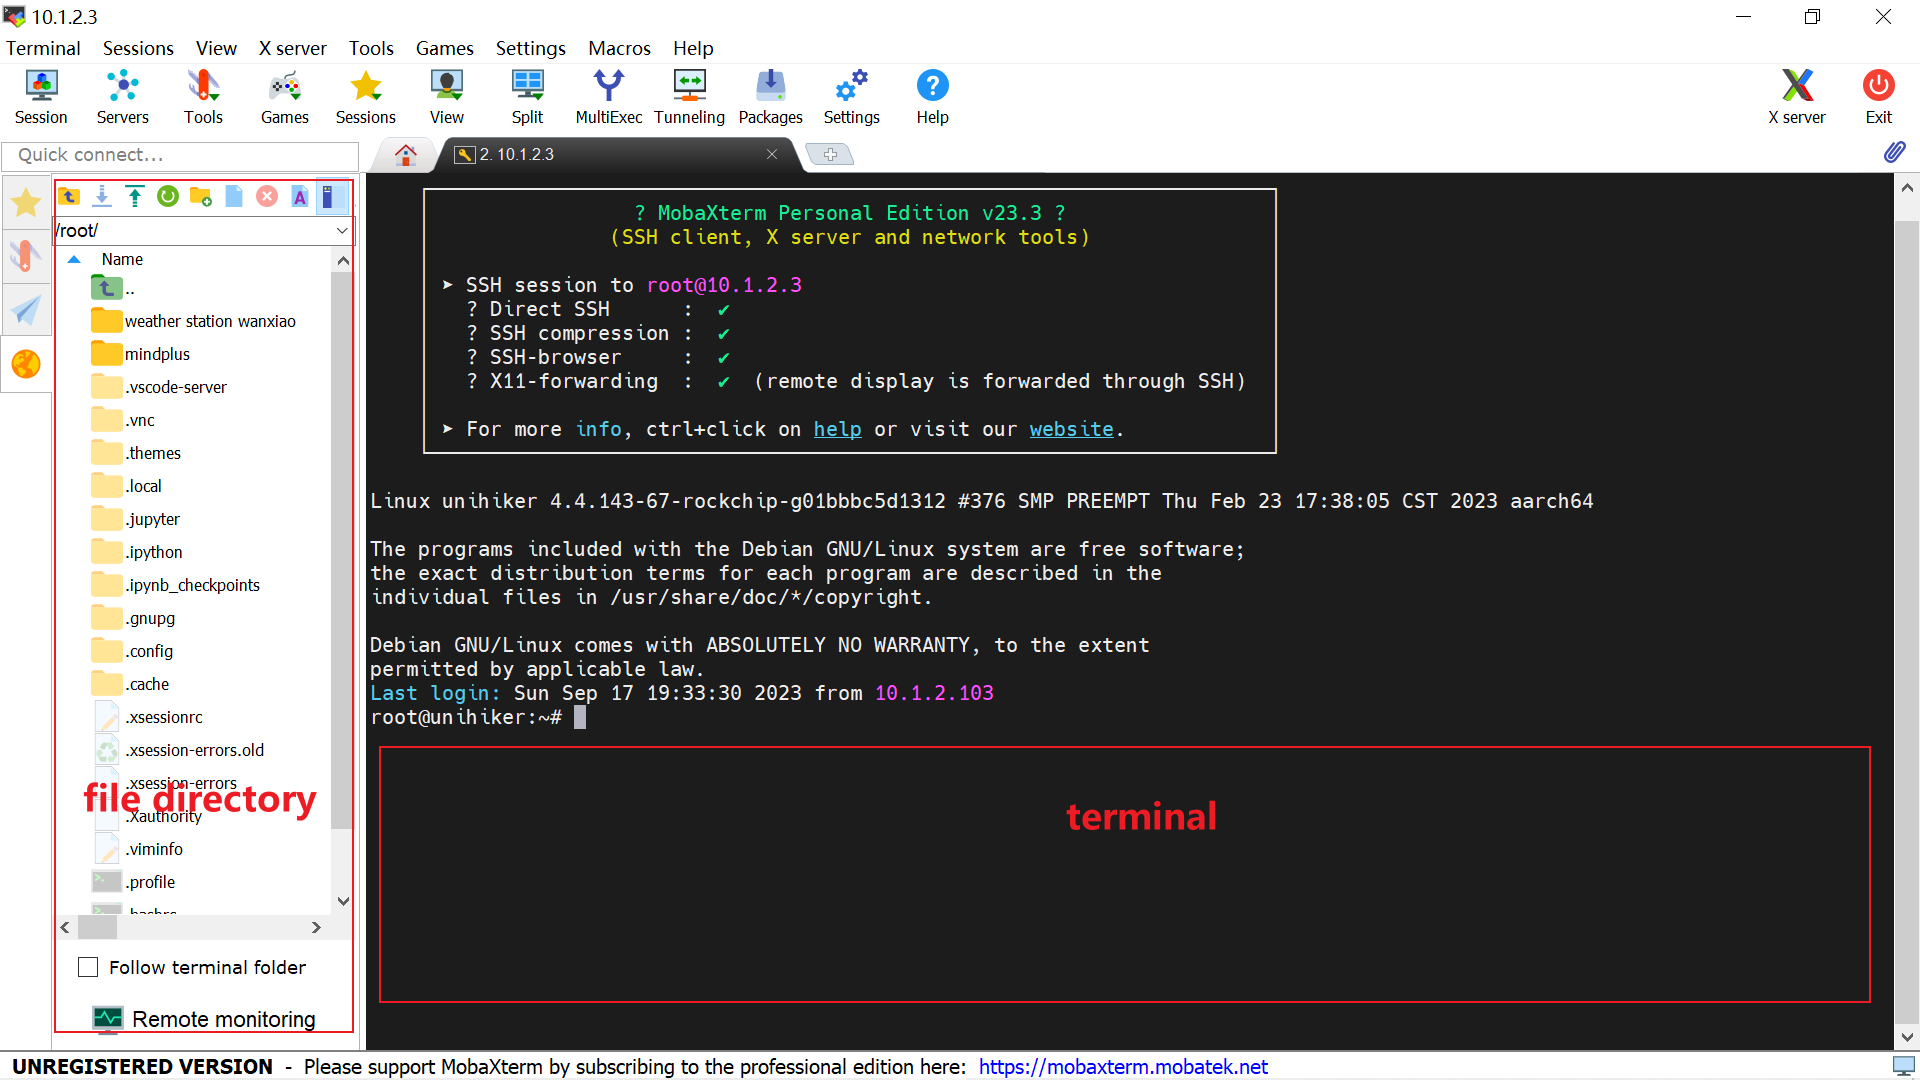 10.1.2.3
Terminal Sessions View X server Tools Games Settings Macros Help
Session Servers Tools Games Sessions View Split MultiExec Tunneling Packages Settings Help X server Exit
Quick connect...
2. 10.1.2.3
/root/
Name
..
weather station wanxiao
mindplus
.vscode-server
.vnc
.themes
.local
.jupyter
.ipython
.ipynb_checkpoints
.gnupg
.config
.cache
.xsessionrc
.xsession-errors.old
.xsession-errors
file directory
.Xauthority
.viminfo
.profile
.bashrc
Follow terminal folder
Remote monitoring
? MobaXterm Personal Edition v23.3 ?
(SSH client, X server and network tools)
➤ SSH session to root@10.1.2.3
? Direct SSH : ✔
? SSH compression : ✔
? SSH-browser : ✔
? X11-forwarding : ✔ (remote display is forwarded through SSH)
➤ For more info, ctrl+click on help or visit our website.
Linux unihiker 4.4.143-67-rockchip-g01bbbc5d1312 #376 SMP PREEMPT Thu Feb 23 17:38:05 CST 2023 aarch64
The programs included with the Debian GNU/Linux system are free software;
the exact distribution terms for each program are described in the
individual files in /usr/share/doc/*/copyright.
Debian GNU/Linux comes with ABSOLUTELY NO WARRANTY, to the extent
permitted by applicable law.
Last login: Sun Sep 17 19:33:30 2023 from 10.1.2.103
root@unihiker:~#
terminal
UNREGISTERED VERSION - Please support MobaXterm by subscribing to the professional edition here: https://mobaxterm.mobatek.net